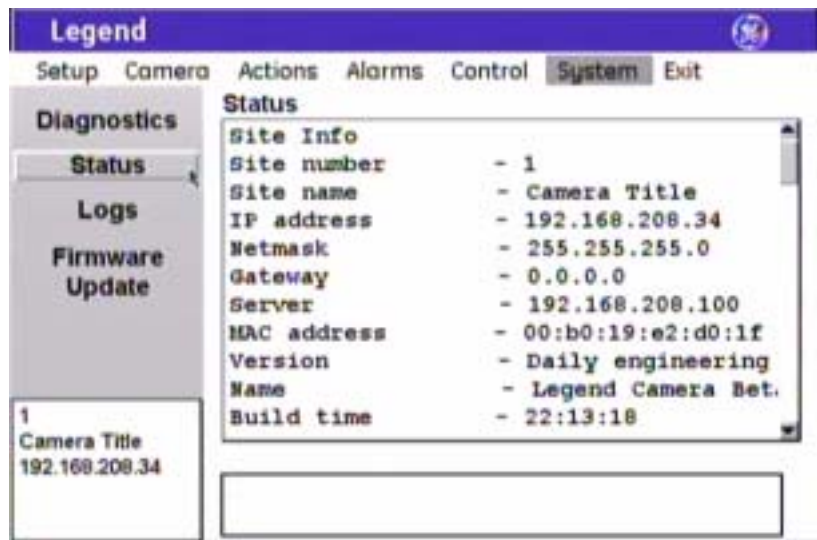 Legend
Setup Camera Actions Alarms Control System Exit
Diagnostics
Status
Logs
Firmware
Update
1
Camera Title
192.168.208.34
Status
Site Info
Site number - 1
Site name - Camera Title
IP address - 192.168.208.34
Netmask - 255.255.255.0
Gateway - 0.0.0.0
Server - 192.168.208.100
MAC address - 00:b0:19:e2:d0:1f
Version - Daily engineering
Name - Legend Camera Bet
Build time - 22:13:18